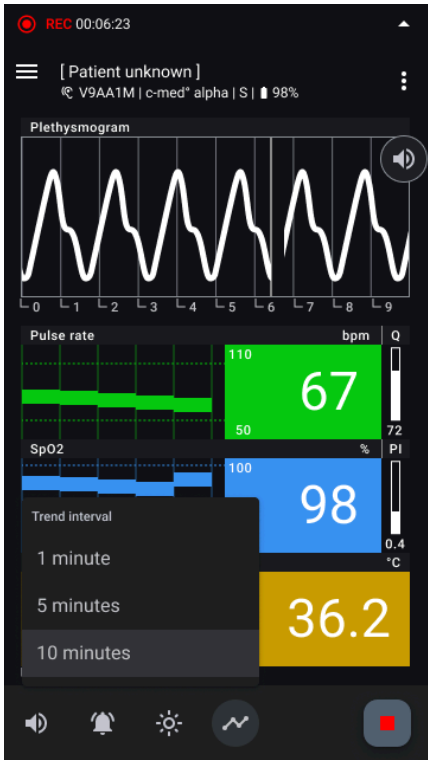 REC 00:06:23
[ Patient unknown ]
V9AA1M | c-med° alpha | S | 98%
Plethysmogram
0 1 2 3 4 5 6 7 8 9
Pulse rate bpm Q
110
67
50
72
SpO2 % PI
100
98
0.4
°C
Trend interval
1 minute
5 minutes
10 minutes
36.2